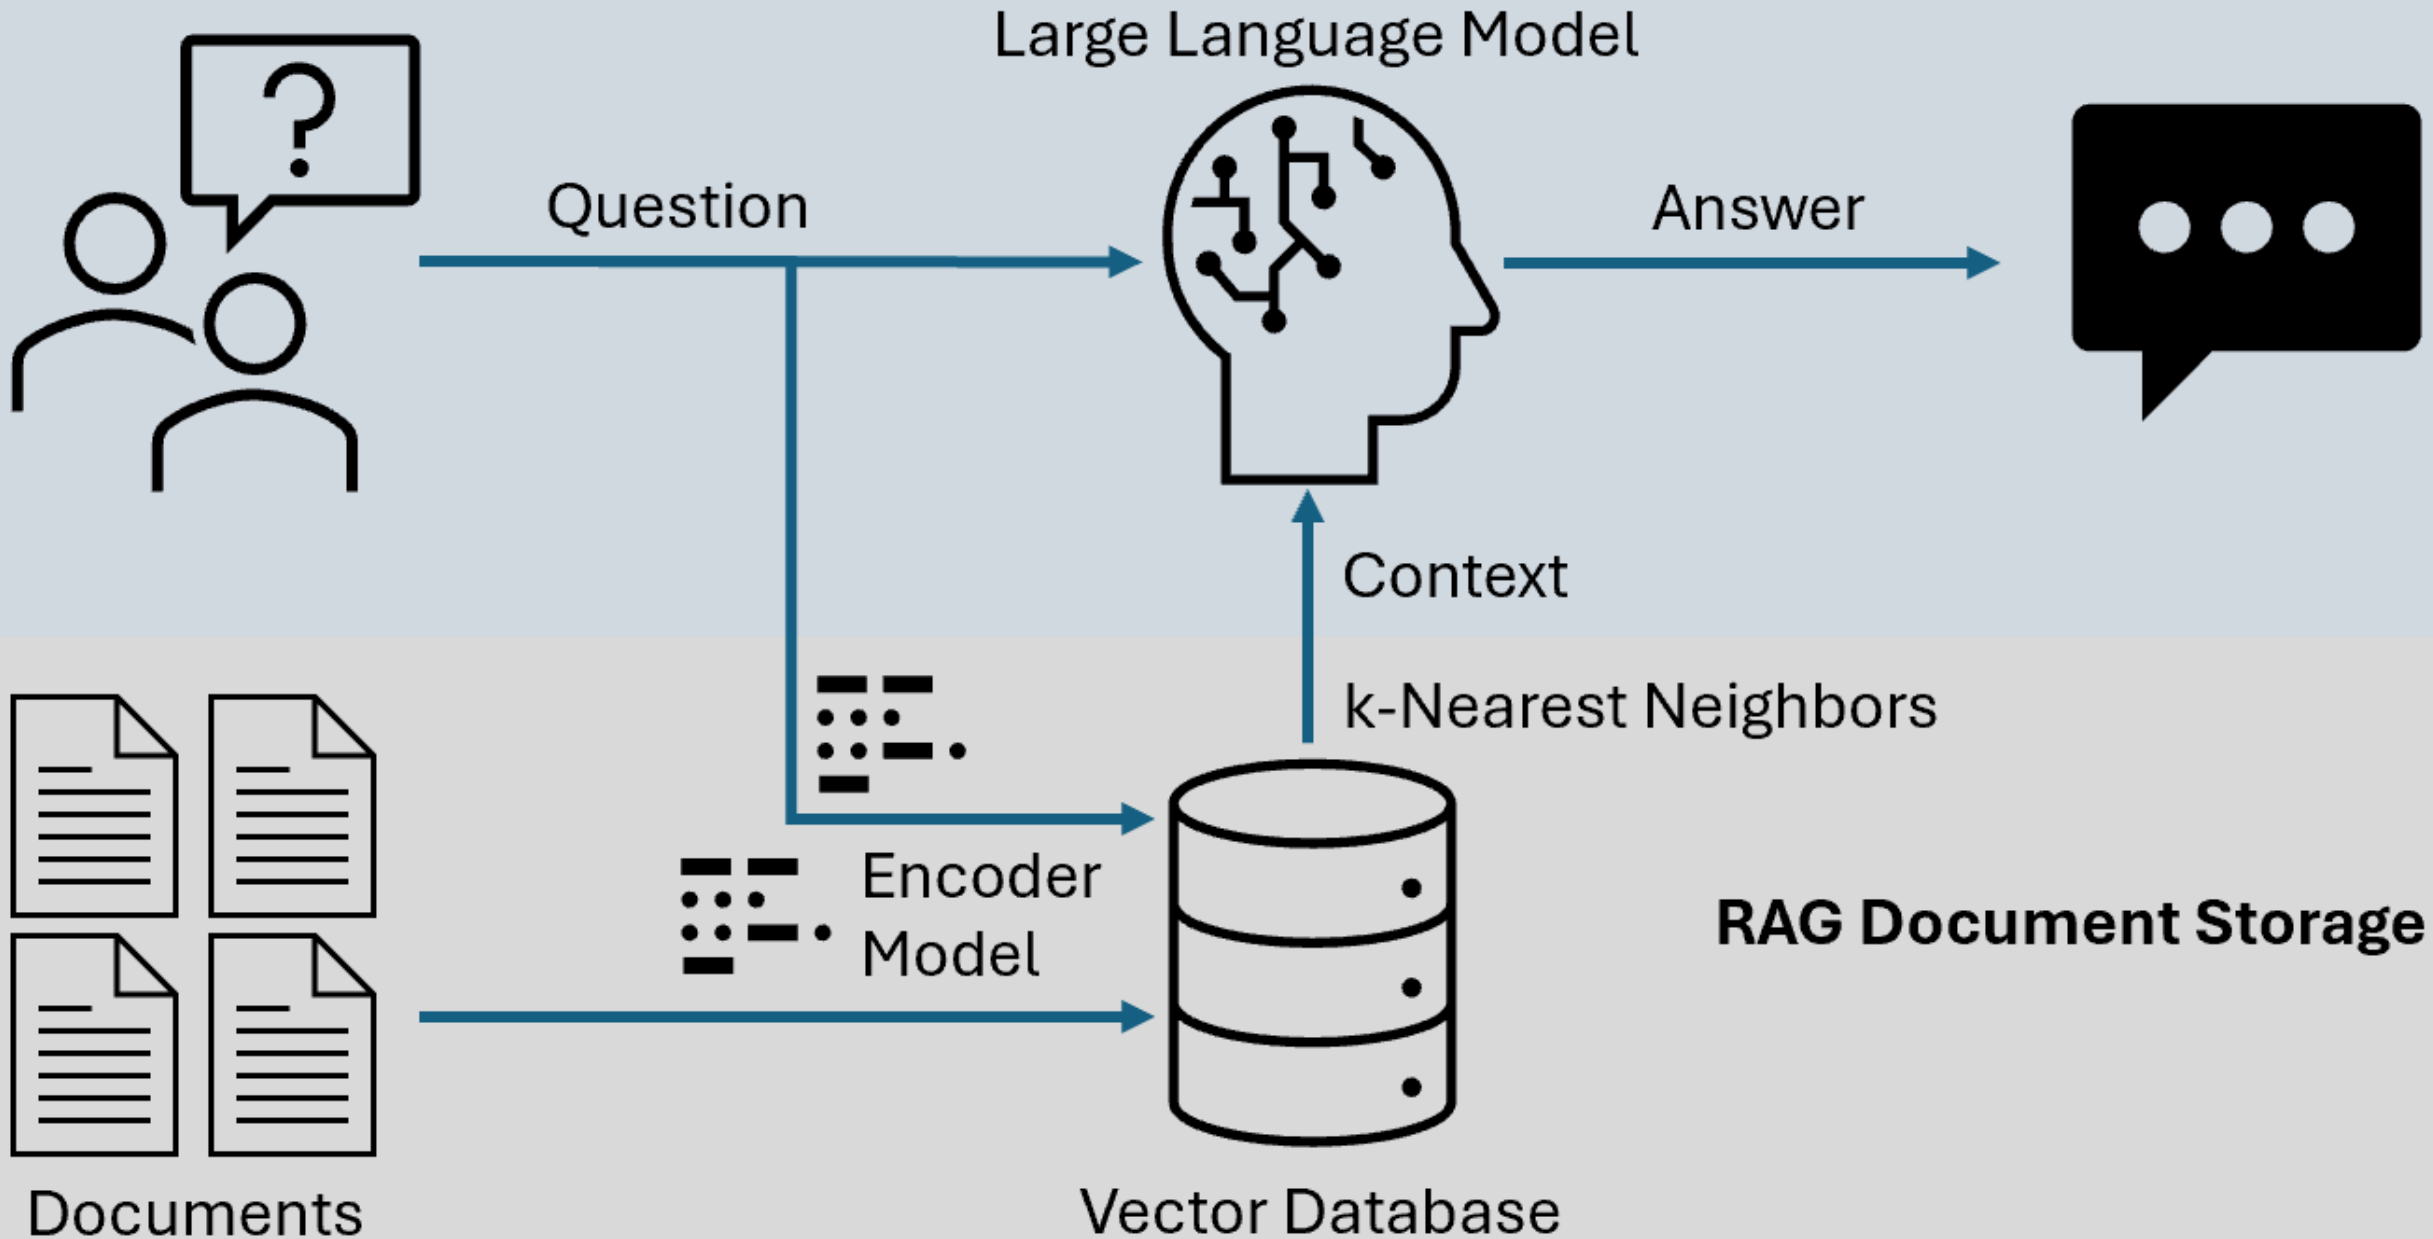 Large Language Model
?
Question
Answer
Context
k-Nearest Neighbors
Encoder
Model
RAG Document Storage
Documents
Vector Database